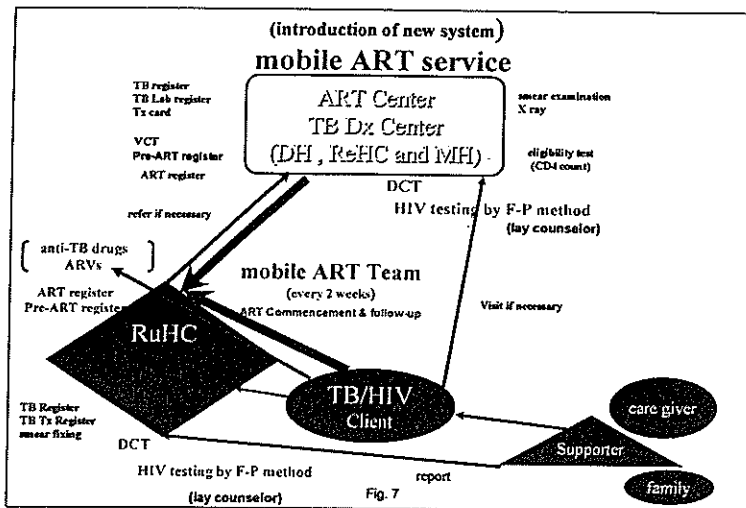 (introduction of new system)
mobile ART service
TB register
TB Lab register
Tx card
ART Center
TB Dx Center
(DH , ReHC and MH)
smear examination
X ray
VCT
Pre-ART register
ART register
eligibility test
(CD4 count)
DCT
HIV testing by F-P method
(lay counselor)
refer if necessary
anti-TB drugs
ARVs
mobile ART Team
(every 2 weeks)
ART Commencement & follow-up
ART register
Pre-ART register
Visit if necessary
RuHC
TB/HIV
Client
care giver
TB Register
TB Tx Register
smear fixing
DCT
Supporter
HIV testing by F-P method
report
(lay counselor)
Fig. 7
family